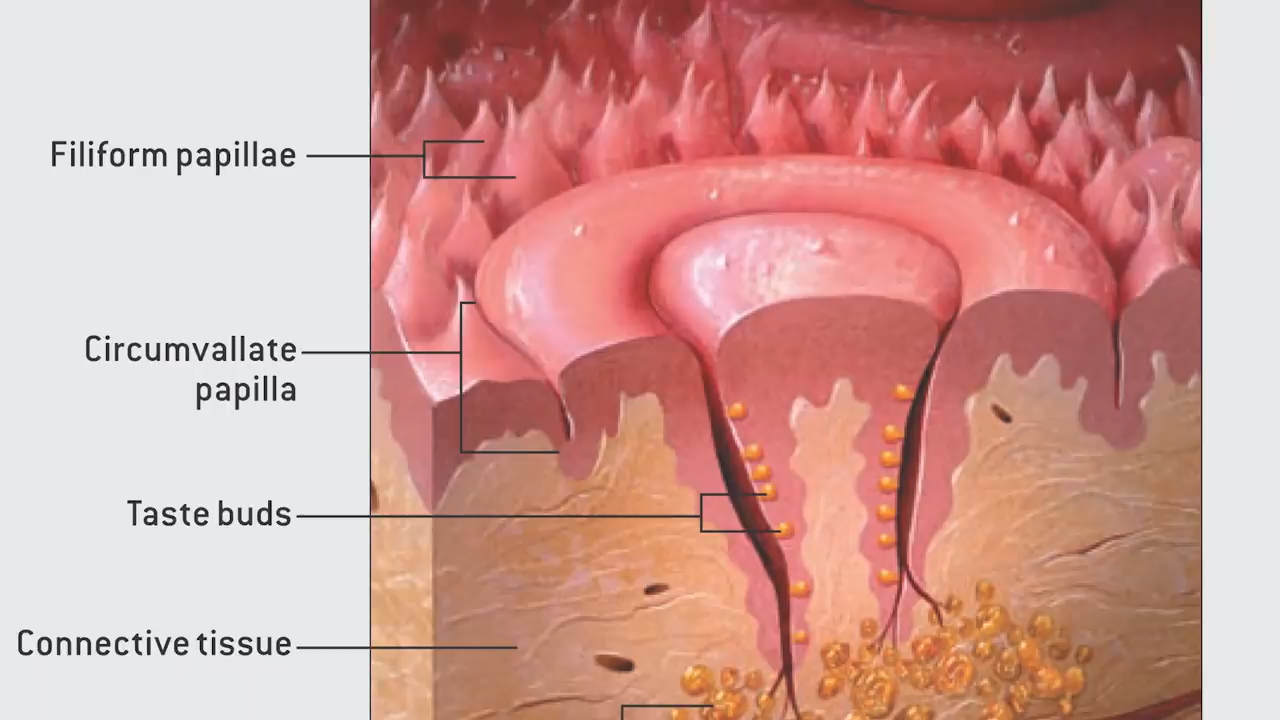 Filiform papillae
Circumvallate
papilla
Taste buds
Connective tissue